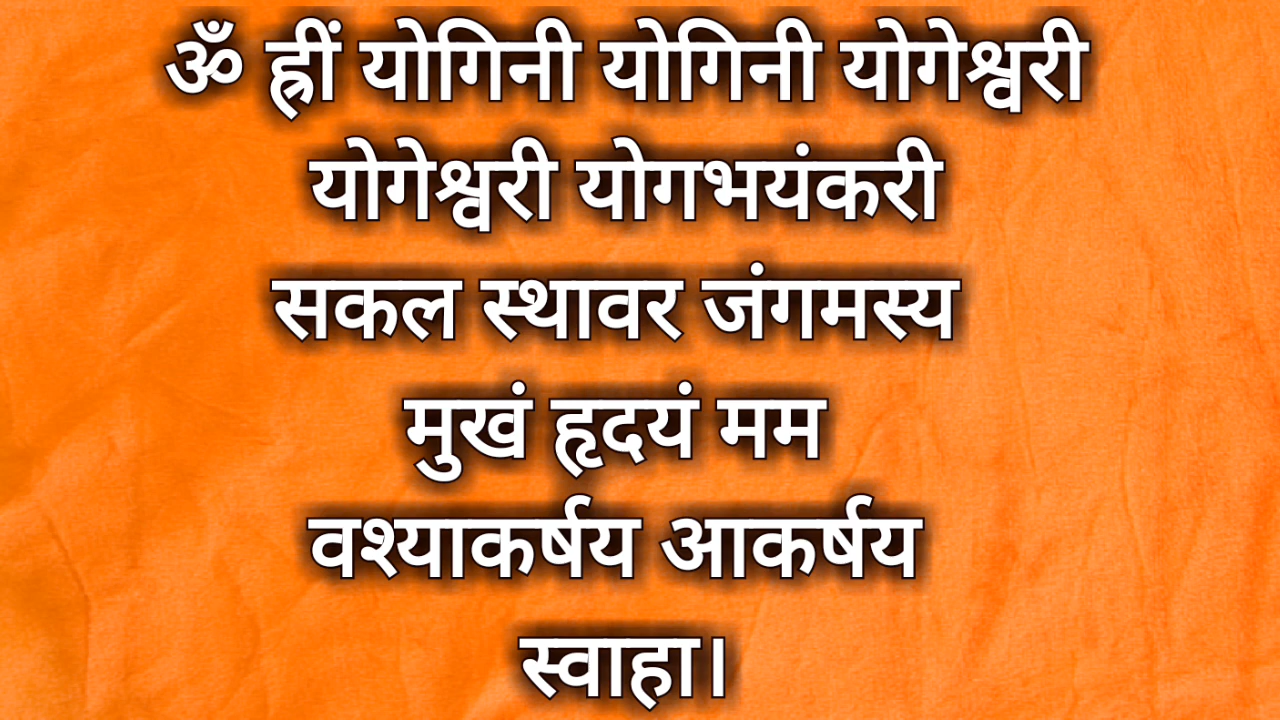 ॐ ह्रीं योगिनी योगिनी योगेश्वरी
योगेश्वरी योगभयंकरी
सकल स्थावर जंगमस्य
मुखं हृदयं मम
वश्याकर्षय आकर्षय
स्वाहा।